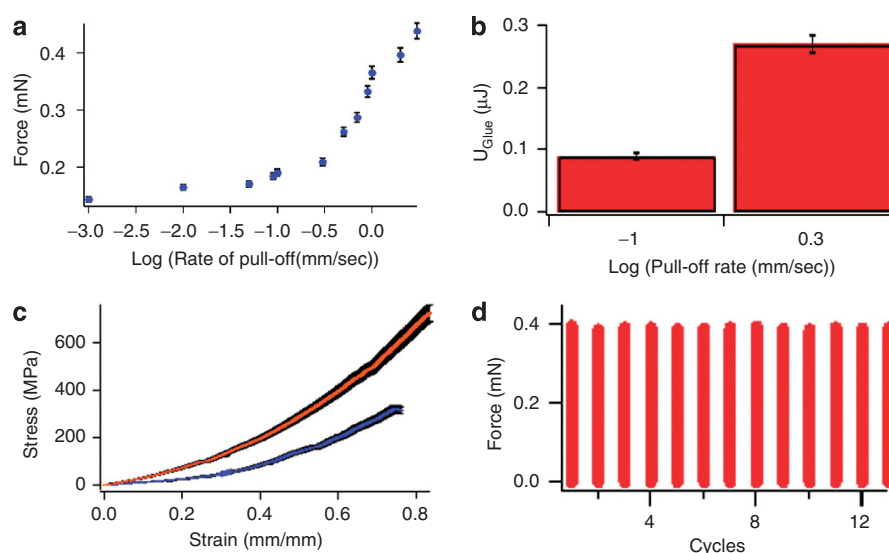 a
0.4
0.3
0.2
Force (mN)
−3.0 −2.5 −2.0 −1.5 −1.0 −0.5 0.0
Log (Rate of pull-off(mm/sec))
b
0.3
0.2
0.1
0.0
U_Glue (μJ)
−1 0.3
Log (Pull-off rate (mm/sec))
c
600
400
200
0
Stress (MPa)
0.0 0.2 0.4 0.6 0.8
Strain (mm/mm)
d
0.4
0.2
0.0
Force (mN)
4 8 12
Cycles